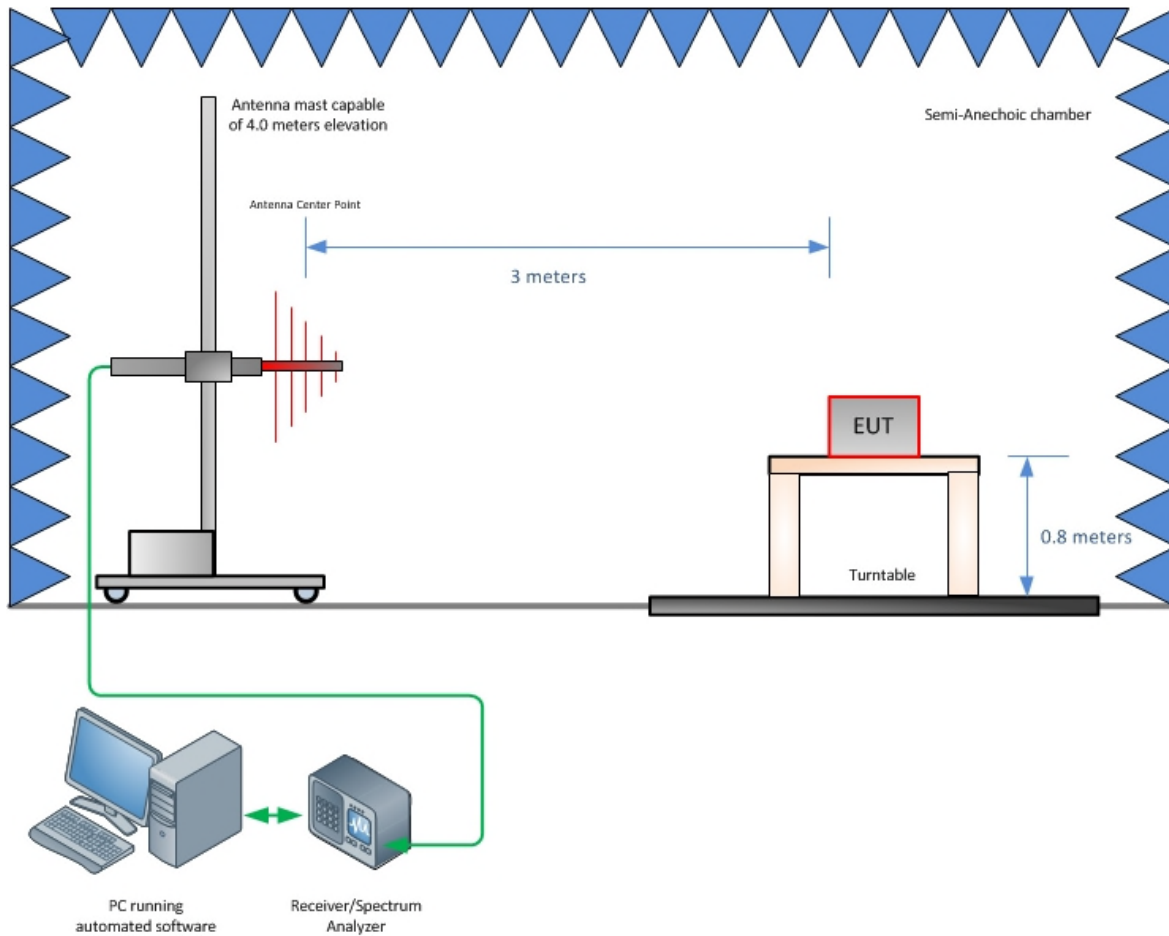 Antenna mast capable
of 4.0 meters elevation
Semi-Anechoic chamber
Antenna Center Point
3 meters
EUT
0.8 meters
Turntable
PC running
automated software
Receiver/Spectrum
Analyzer